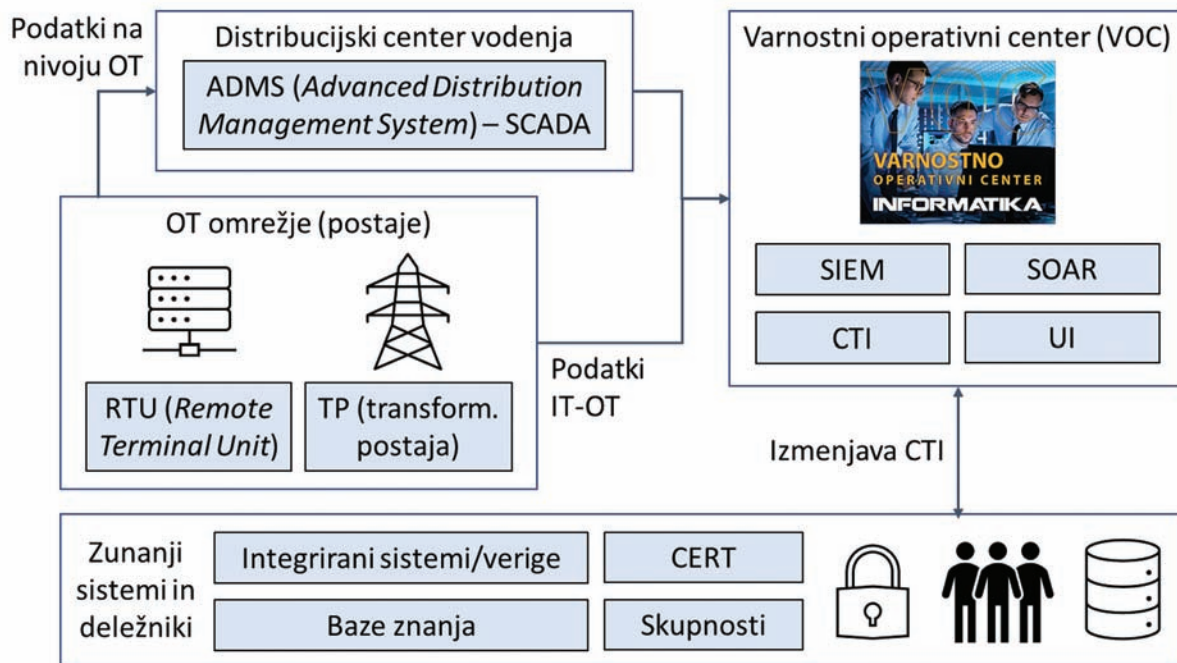 Podatki na
nivoju OT
Distribucijski center vodenja
ADMS (Advanced Distribution
Management System) – SCADA
OT omrežje (postaje)
RTU (Remote
Terminal Unit)
TP (transform.
postaja)
Podatki
IT-OT
Varnostni operativni center (VOC)
VARNOSTNO
OPERATIVNI CENTER
INFORMATIKA
SIEM
SOAR
CTI
UI
Izmenjava CTI
Zunanji
sistemi in
deležniki
Integrirani sistemi/verige
CERT
Baze znanja
Skupnosti